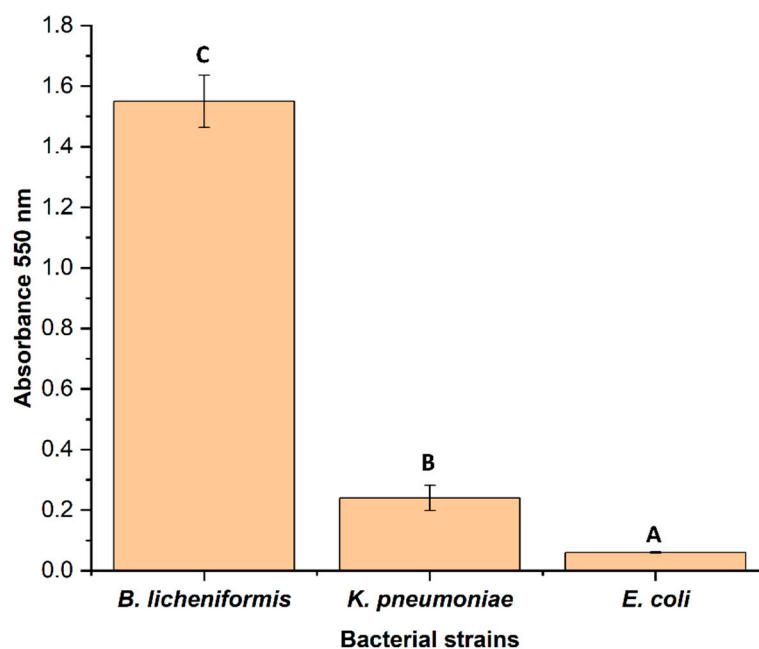 1.8
1.6
1.4
1.2
1.0
0.8
0.6
0.4
0.2
0.0
Absorbance 550 nm
C
B
A
B. licheniformis K. pneumoniae E. coli
Bacterial strains